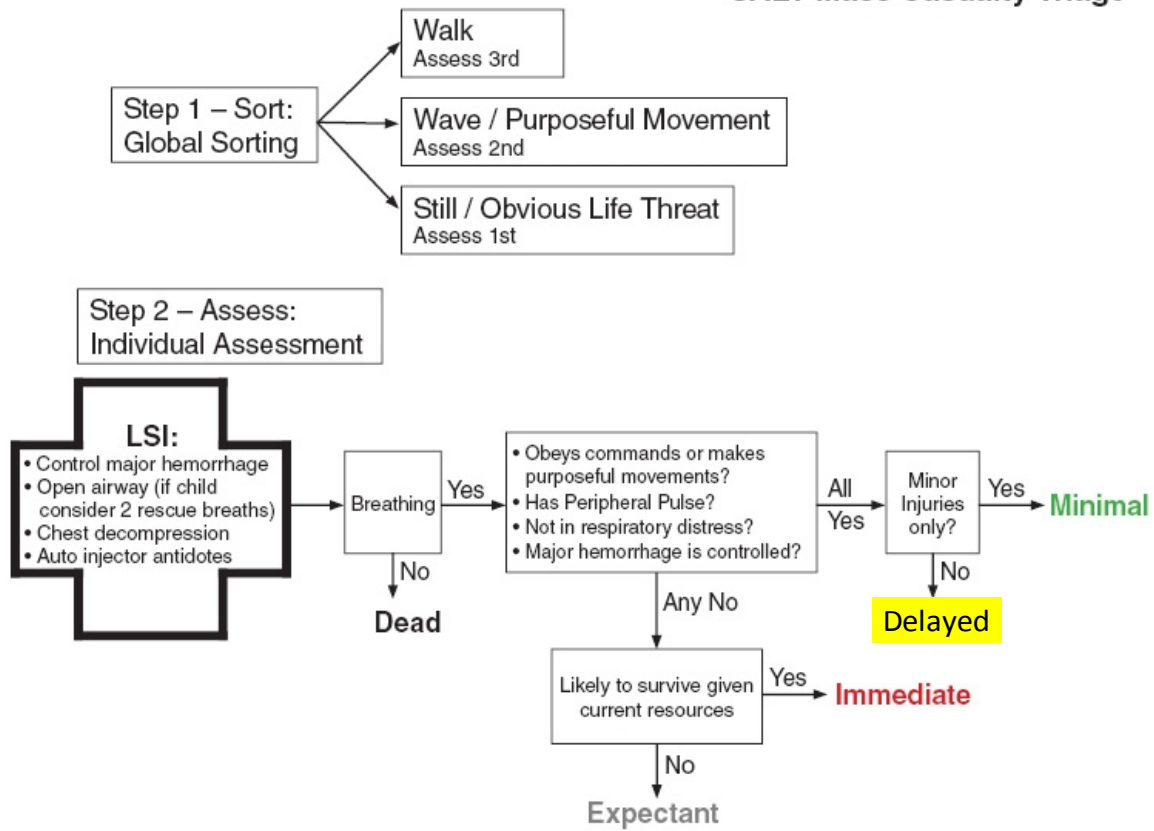 Walk
Assess 3rd
Step 1 – Sort:
Global Sorting
Wave / Purposeful Movement
Assess 2nd
Still / Obvious Life Threat
Assess 1st
Step 2 – Assess:
Individual Assessment
LSI:
• Control major hemorrhage
• Open airway (if child
consider 2 rescue breaths)
• Chest decompression
• Auto injector antidotes
Breathing
Yes
No
Dead
• Obeys commands or makes
purposeful movements?
• Has Peripheral Pulse?
• Not in respiratory distress?
• Major hemorrhage is controlled?
All
Yes
Minor
Injuries
only?
Yes
Minimal
No
Delayed
Any No
Likely to survive given
current resources
Yes
Immediate
No
Expectant